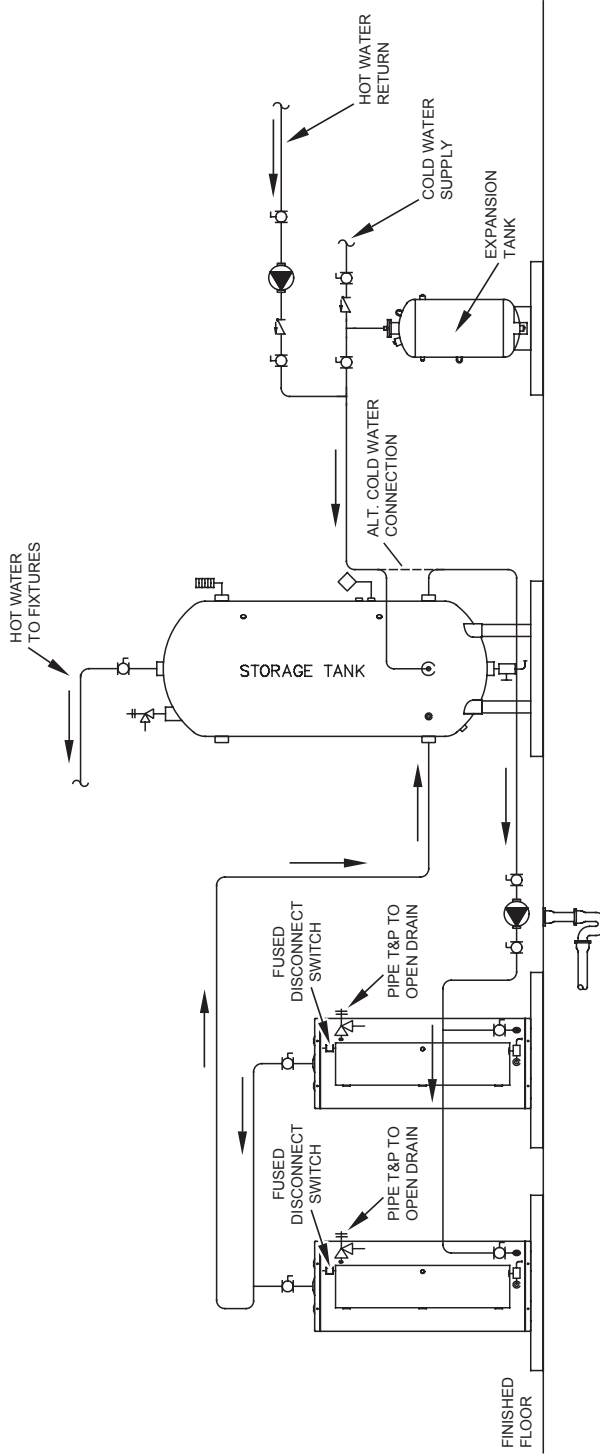 HOT WATER
TO FIXTURES
HOT WATER
RETURN
COLD WATER
SUPPLY
EXPANSION
TANK
ALT. COLD WATER
CONNECTION
STORAGE TANK
FUSED
DISCONNECT
SWITCH
PIPE T&P TO
OPEN DRAIN
FUSED
DISCONNECT
SWITCH
PIPE T&P TO
OPEN DRAIN
FINISHED
FLOOR